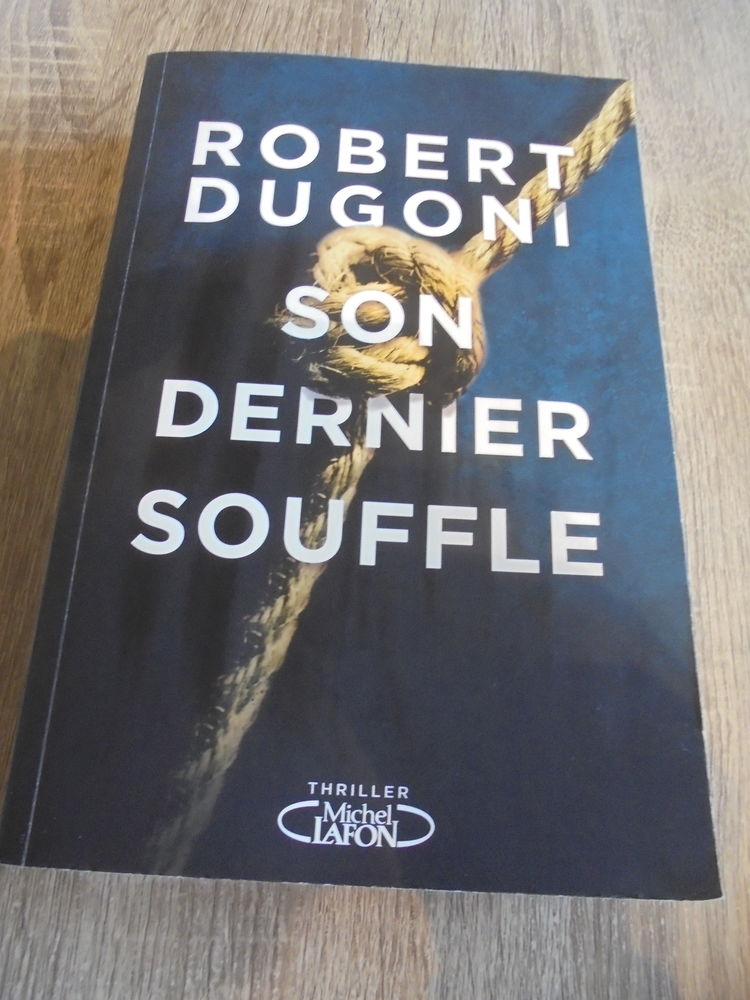 ROBERT
DUGONI
SON
DERNIER
SOUFFLE
THRILLER
Michel
LAFON